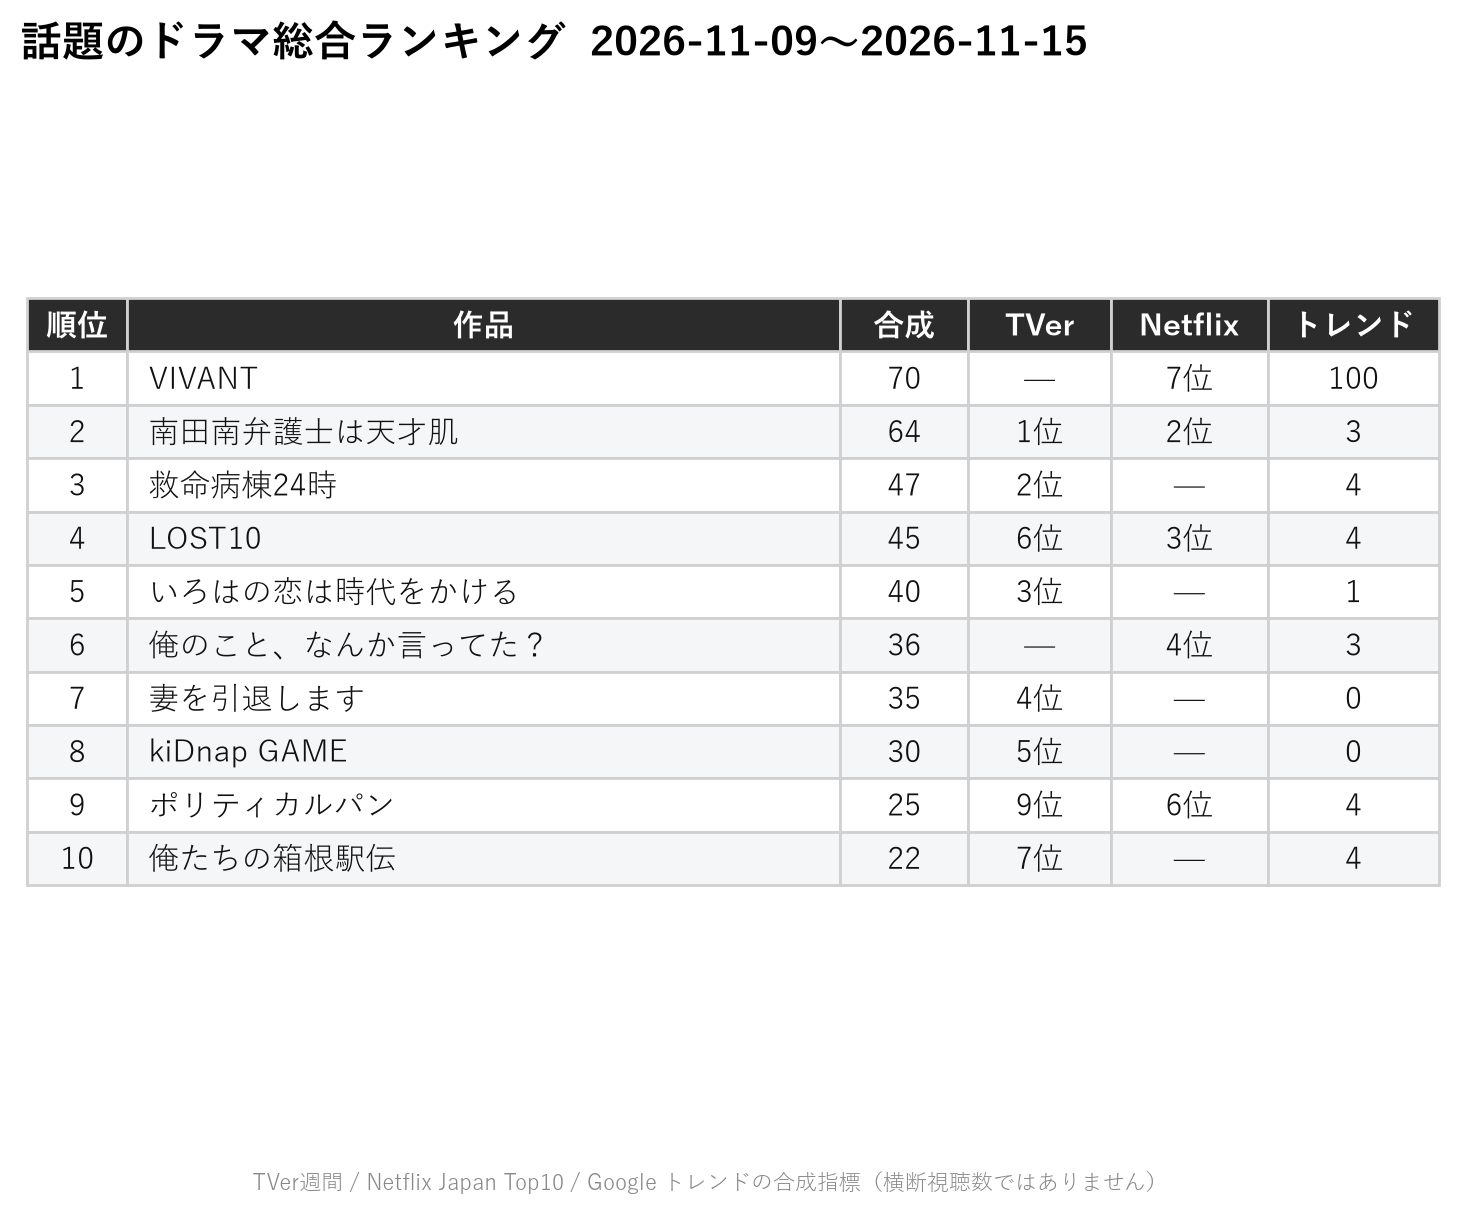 話題のドラマ総合ランキング 2026-11-09〜2026-11-15
順位 作品 合成 TVer Netflix トレンド
1 VIVANT 70 — 7位 100
2 南田南弁護士は天才肌 64 1位 2位 3
3 救命病棟24時 47 2位 — 4
4 LOST10 45 6位 3位 4
5 いろはの恋は時代をかける 40 3位 — 1
6 俺のこと、なんか言ってた？ 36 — 4位 3
7 妻を引退します 35 4位 — 0
8 kiDnap GAME 30 5位 — 0
9 ポリティカルパン 25 9位 6位 4
10 俺たちの箱根駅伝 22 7位 — 4
TVer週間 / Netflix Japan Top10 / Google トレンドの合成指標（横断視聴数ではありません）